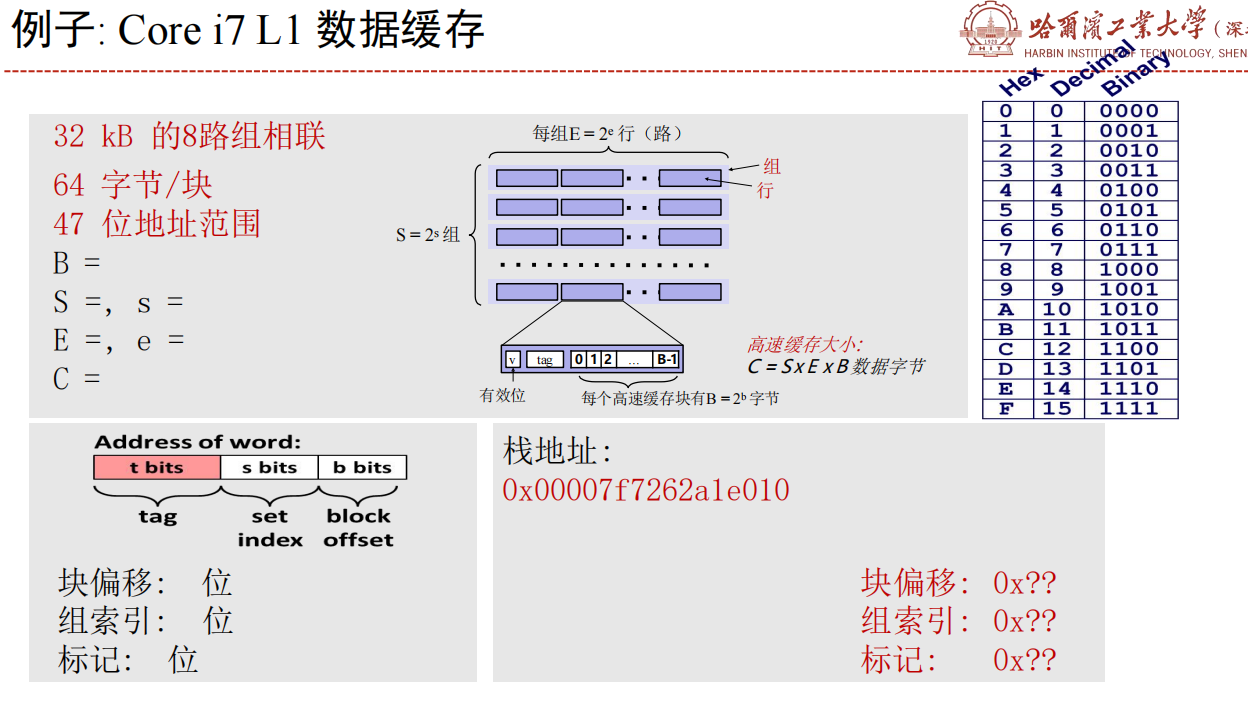 例子: Core i7 L1 数据缓存
哈爾濱工業大學(深
HARBIN INSTITUTE OF TECHNOLOGY, SHEN
Hex Decimal Binary
0 0 0000
1 1 0001
2 2 0010
3 3 0011
4 4 0100
5 5 0101
6 6 0110
7 7 0111
8 8 1000
9 9 1001
A 10 1010
B 11 1011
C 12 1100
D 13 1101
E 14 1110
F 15 1111
32 kB 的8路组相联
64 字节/块
47 位地址范围
B =
S =, s =
E =, e =
C =
每组E = 2ᵉ 行（路）
组
行
S = 2ˢ 组
v tag 0 1 2 … B-1
有效位
每个高速缓存块有B = 2ᵇ 字节
高速缓存大小:
C = S x E x B 数据字节
Address of word:
t bits s bits b bits
tag set block
index offset
块偏移: 位
组索引: 位
标记: 位
栈地址:
0x00007f7262a1e010
块偏移: 0x??
组索引: 0x??
标记: 0x??